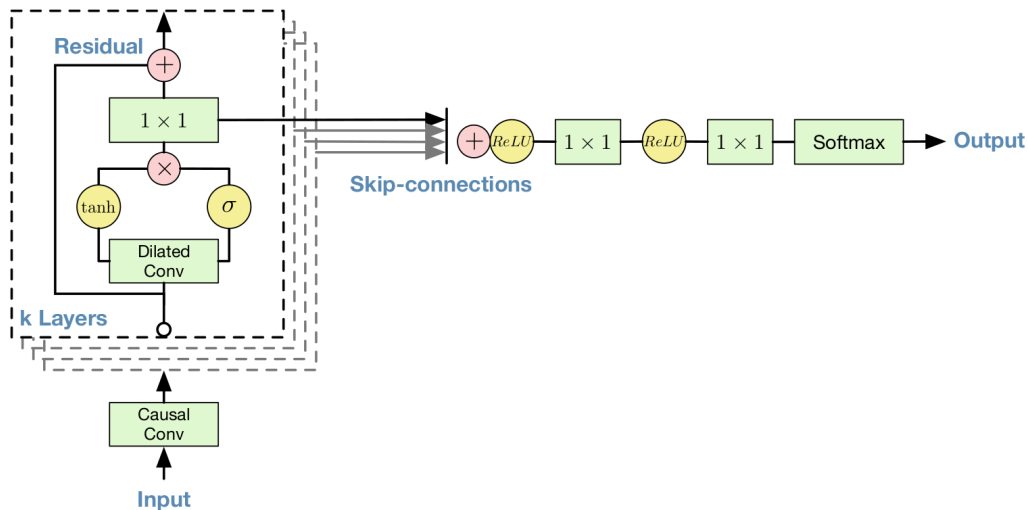 Residual
+
1 × 1
×
tanh
σ
Dilated
Conv
k Layers
Causal
Conv
Input
Skip-connections
+
ReLU
1 × 1
ReLU
1 × 1
Softmax
Output